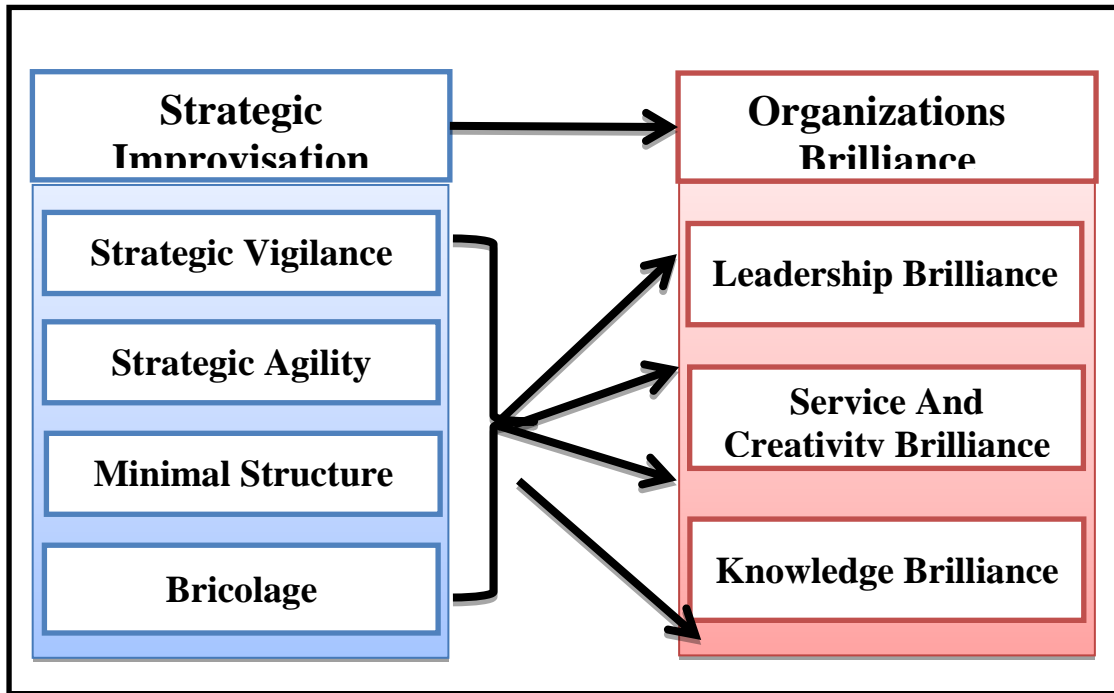 Strategic
Improvisation
Organizations
Brilliance
Strategic Vigilance
Strategic Agility
Minimal Structure
Bricolage
Leadership Brilliance
Service And
Creativity Brilliance
Knowledge Brilliance